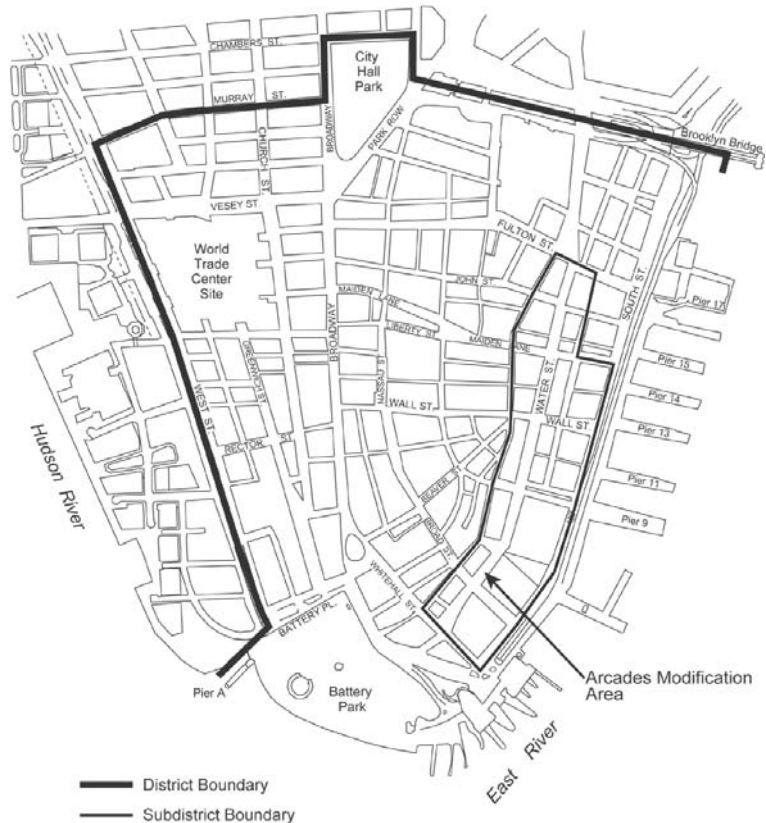 CHAMBERS ST.
City
Hall
Park
MURRAY ST.
BROADWAY
PARK ROW
CHURCH ST.
Brooklyn Bridge
VESEY ST.
World
Trade
Center
Site
FULTON ST.
SOUTH ST.
JOHN ST.
MAIDEN LANE
Pier 17
LIBERTY ST.
MAIDEN LANE
BROADWAY
GREENWICH ST.
NASSAU ST.
Pier 15
WATER ST.
WEST ST.
WALL ST.
WALL ST.
Pier 14
Pier 13
RECTOR ST.
Hudson River
BEAVER ST.
Pier 11
BROAD ST.
Pier 9
WHITEHALL ST.
BATTERY PL.
Arcades Modification
Area
Pier A
Battery
Park
East River
District Boundary
Subdistrict Boundary